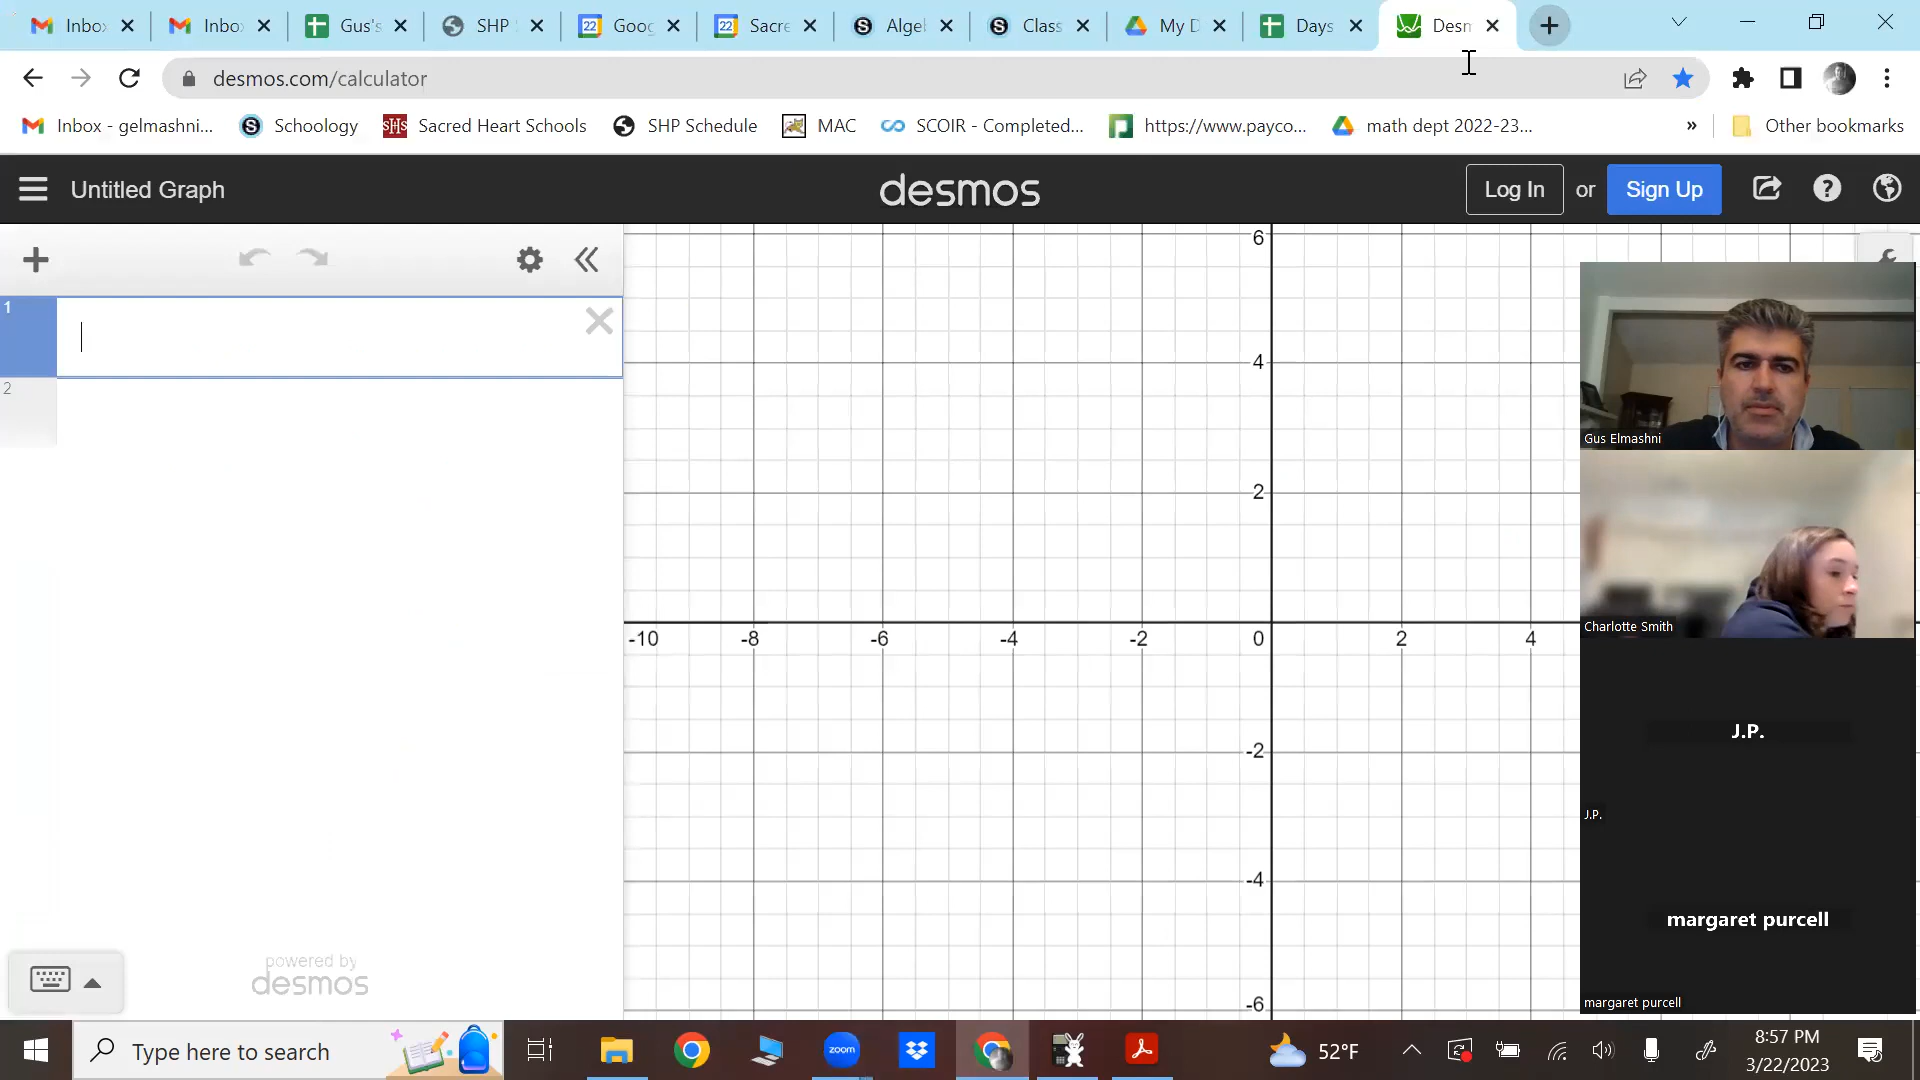 Inbo
Inbo
Gus's
SHP
Goog
Sacre
Alge
Class
My D
Days
Desm
desmos.com/calculator
Inbox - gelmashni...
Schoology
Sacred Heart Schools
SHP Schedule
MAC
SCOIR - Completed...
https://www.payco...
math dept 2022-23...
»
Other bookmarks
Untitled Graph
desmos
Log In
or
Sign Up
1
2
6
4
2
-10
-8
-6
-4
-2
0
2
4
-2
-4
-6
Gus Elmashni
Charlotte Smith
J.P.
J.P.
margaret purcell
margaret purcell
powered by
desmos
Type here to search
zoom
52°F
8:57 PM
3/22/2023